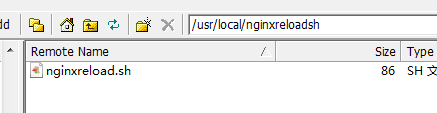 dd /usr/local/nginxreloadsh
Remote Name / Size Type
nginxreload.sh 86 SH 文